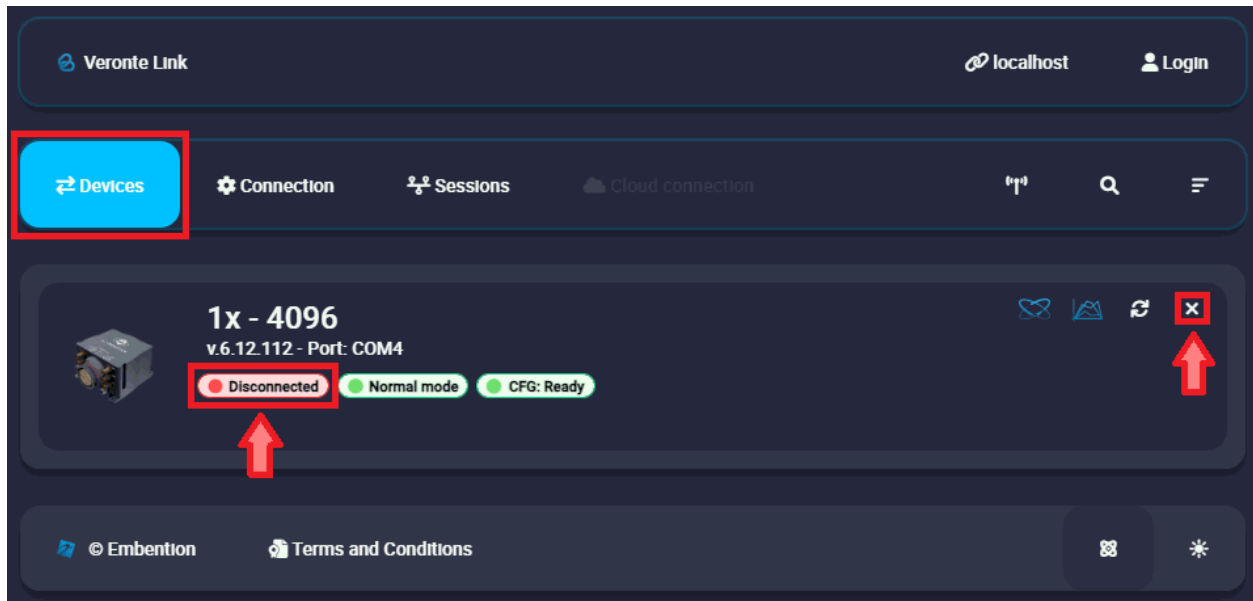 Veronte Link
localhost
Login
Devices
Connection
Sessions
Cloud connection
1x - 4096
v.6.12.112 - Port: COM4
Disconnected
Normal mode
CFG: Ready
© Embention
Terms and Conditions